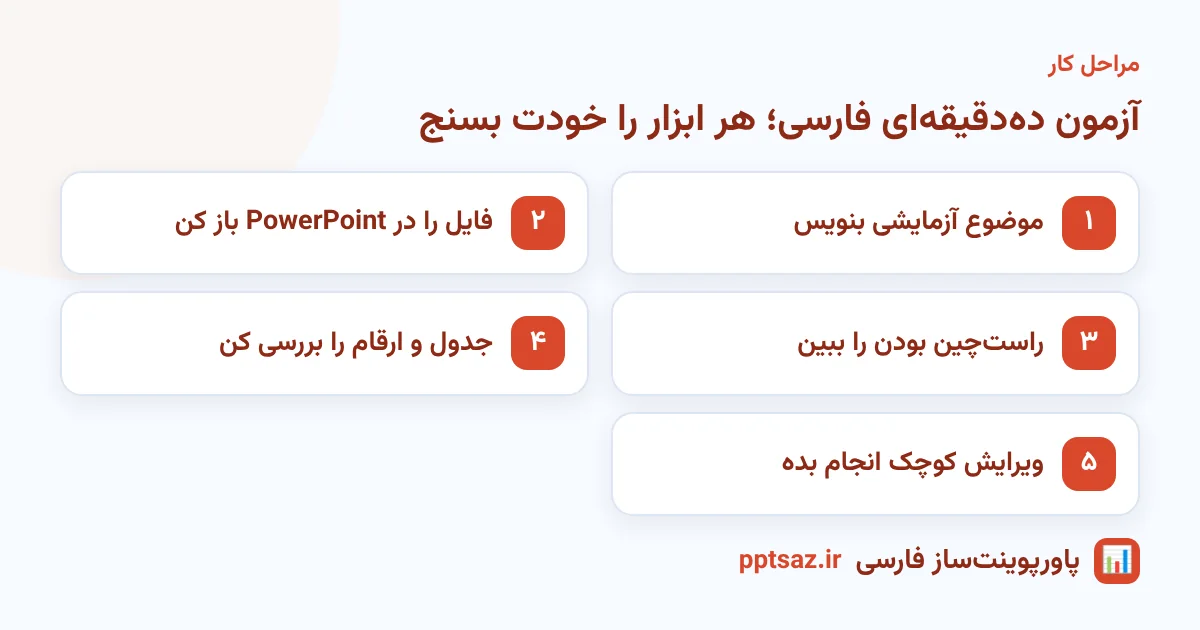 مراحل کار
آزمون ده‌دقیقه‌ای فارسی؛ هر ابزار را خودت بسنج
۱ موضوع آزمایشی بنویس
۲ فایل را در PowerPoint باز کن
۳ راست‌چین بودن را ببین
۴ جدول و ارقام را بررسی کن
۵ ویرایش کوچک انجام بده
پاورپوینت‌ساز فارسی pptsaz.ir